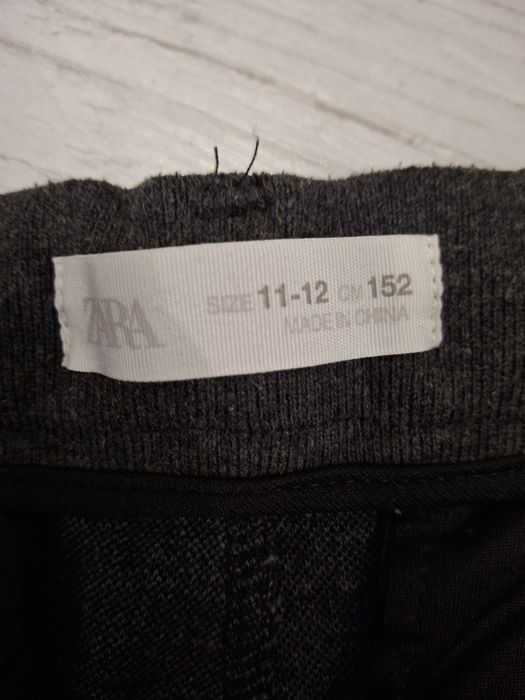 ZARA
SIZE 11-12 CM 152
MADE IN CHINA